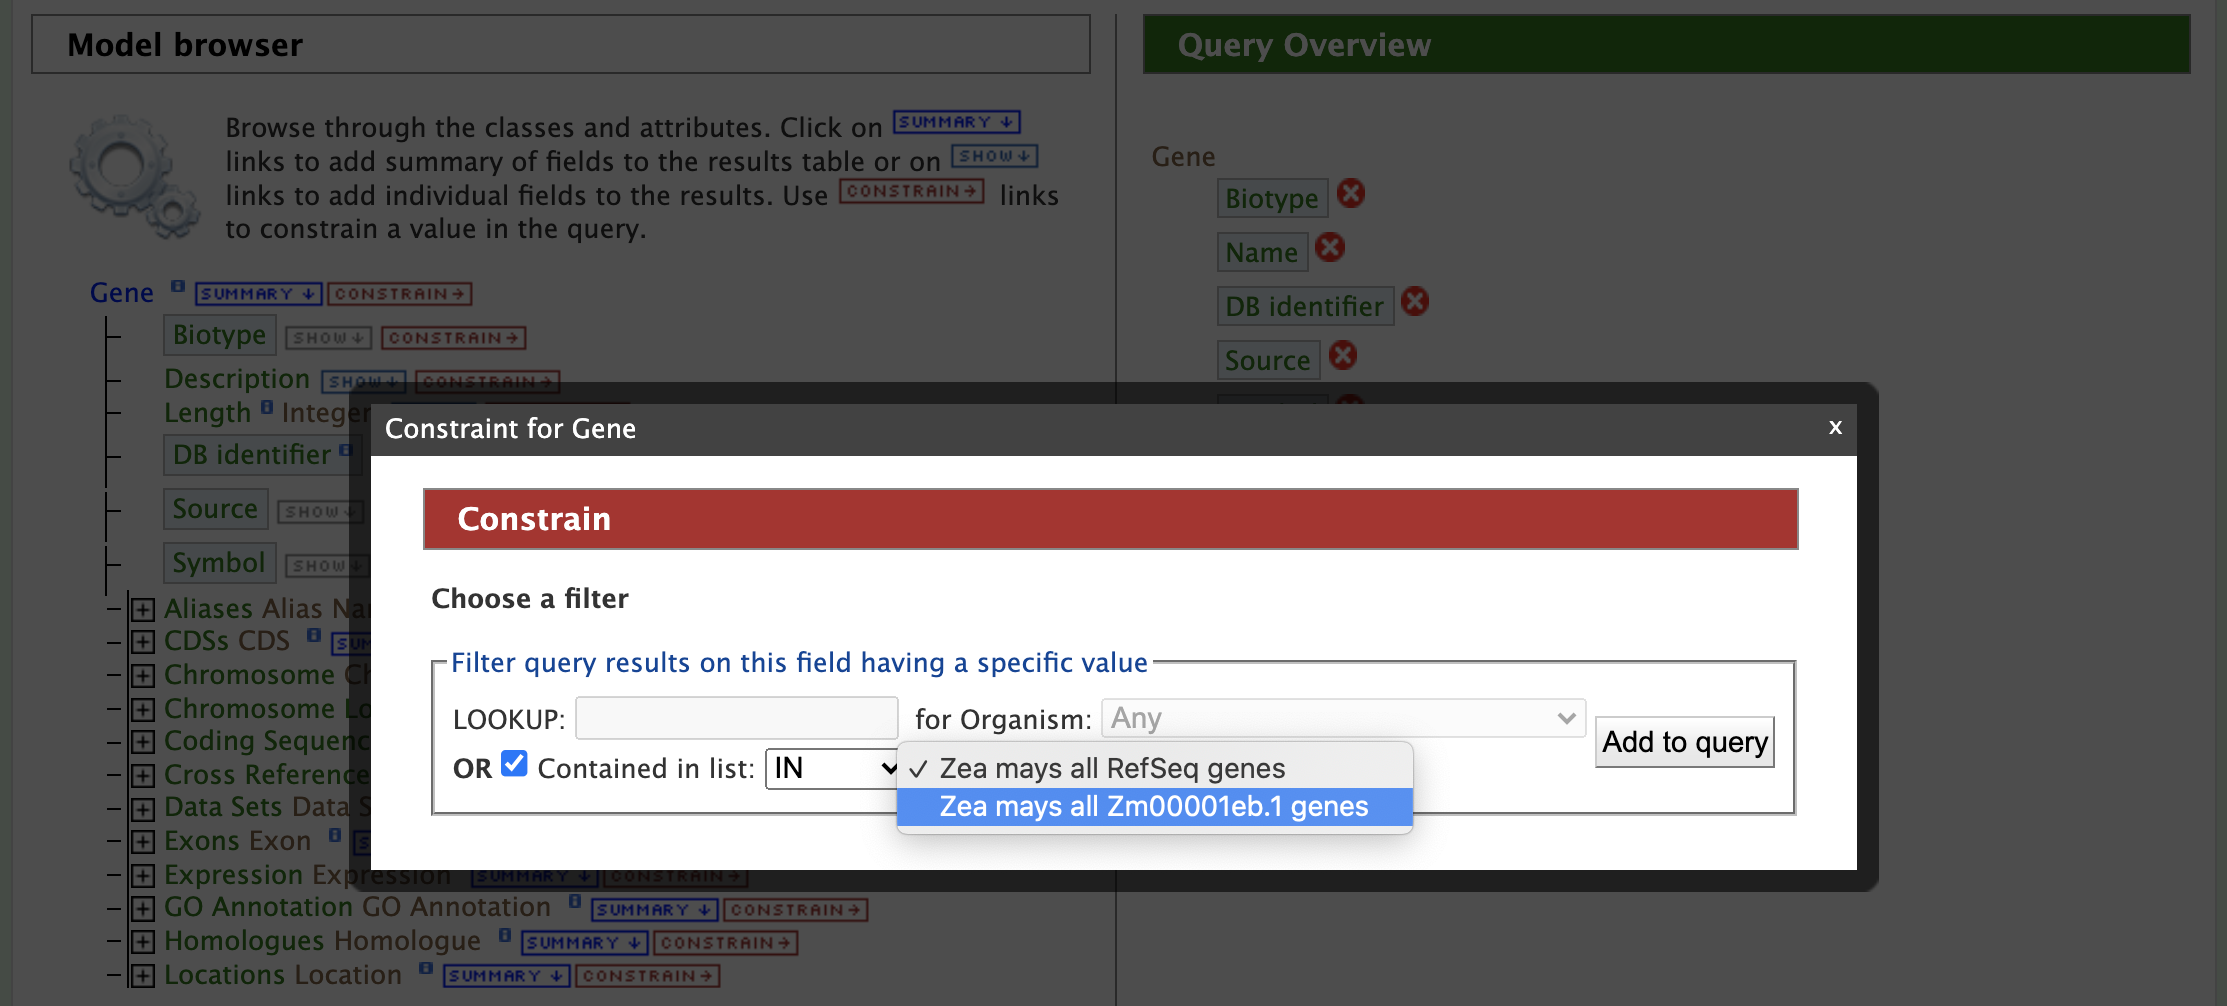 Model browser
Query Overview
Browse through the classes and attributes. Click on SUMMARY ↓
links to add summary of fields to the results table or on SHOW ↓
links to add individual fields to the results. Use CONSTRAIN → links
to constrain a value in the query.
Gene
Biotype
Name
DB identifier
Source
Gene SUMMARY ↓ CONSTRAIN →
Biotype SHOW ↓ CONSTRAIN →
Description SHOW ↓ CONSTRAIN →
Length Integer
DB identifier
Source SHOW ↓
Symbol SHOW ↓
Aliases Alias
CDSs CDS
Chromosome
Chromosome
Coding
Cross Reference
Data Sets Data
Exons Exon
Expression Expression SUMMARY ↓ CONSTRAIN →
GO Annotation GO Annotation SUMMARY ↓ CONSTRAIN →
Homologues Homologue SUMMARY ↓ CONSTRAIN →
Locations Location SUMMARY ↓ CONSTRAIN →
Constraint for Gene x
Constrain
Choose a filter
Filter query results on this field having a specific value
LOOKUP: for Organism: Any
Add to query
OR Contained in list: IN
✓ Zea mays all RefSeq genes
Zea mays all Zm00001eb.1 genes